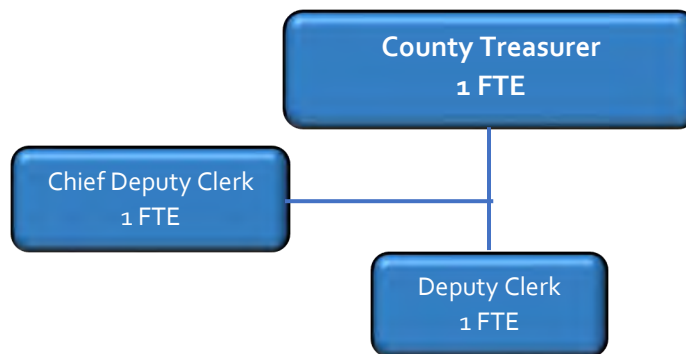 County Treasurer
1 FTE
Chief Deputy Clerk
1 FTE
Deputy Clerk
1 FTE